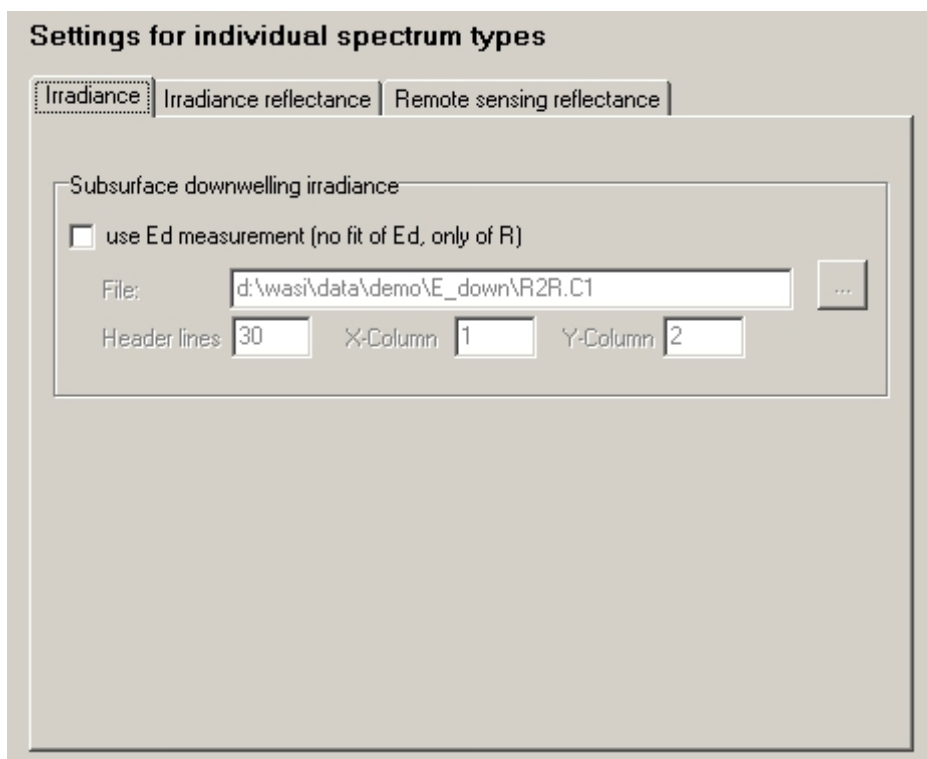 Settings for individual spectrum types
Irradiance Irradiance reflectance Remote sensing reflectance
Subsurface downwelling irradiance
use Ed measurement (no fit of Ed, only of R)
File: d:\wasi\data\demo\E_down\R2R.C1 ...
Header lines 30 X-Column 1 Y-Column 2